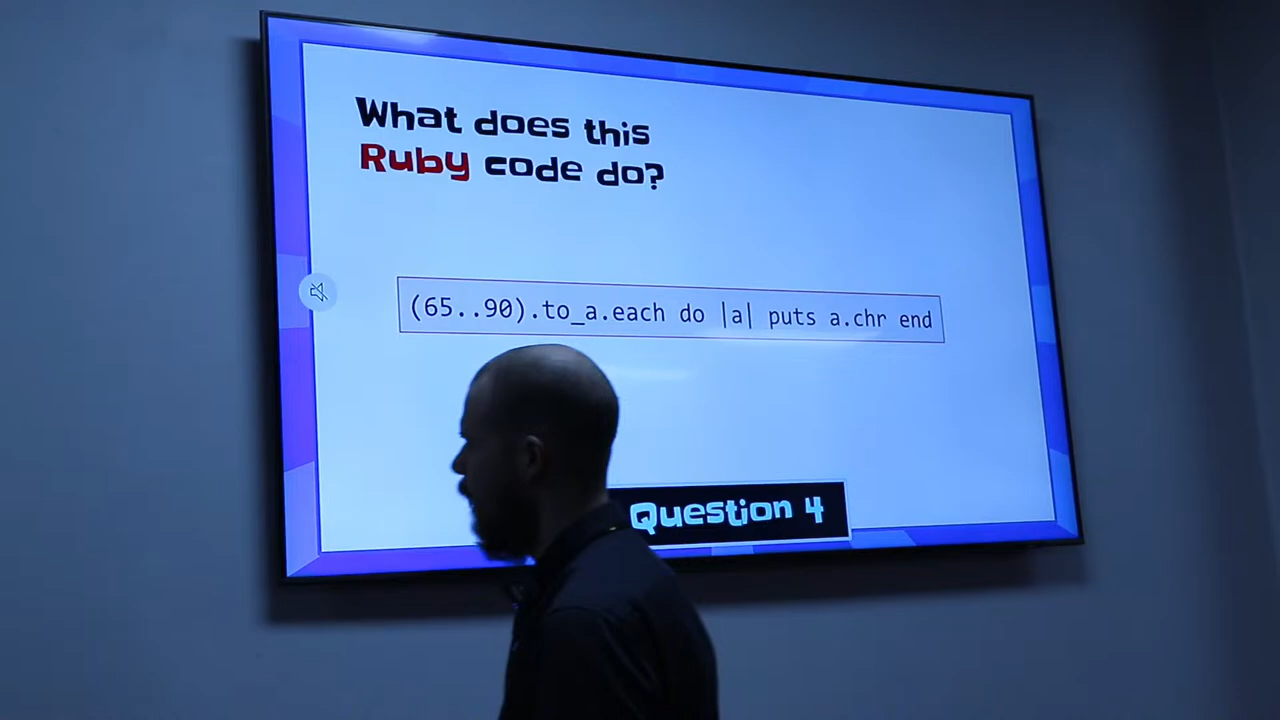 What does this
Ruby code do?
(65..90).to_a.each do |a| puts a.chr end
Question 4